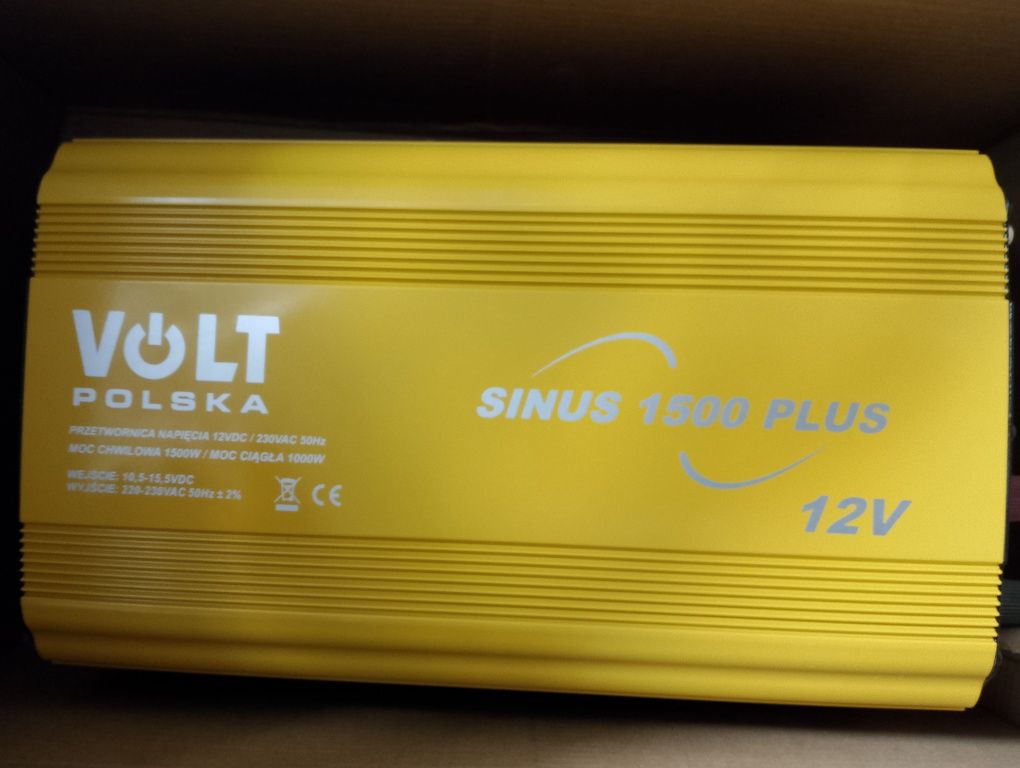 VOLT
POLSKA
PRZETWORNICA NAPIĘCIA 12VDC / 230VAC 50Hz
MOC CHWILOWA 1500W / MOC CIĄGŁA 1000W
WEJŚCIE: 10,5-15,5VDC
WYJŚCIE: 220-230VAC 50Hz ± 2%
CE
SINUS 1500 PLUS
12V